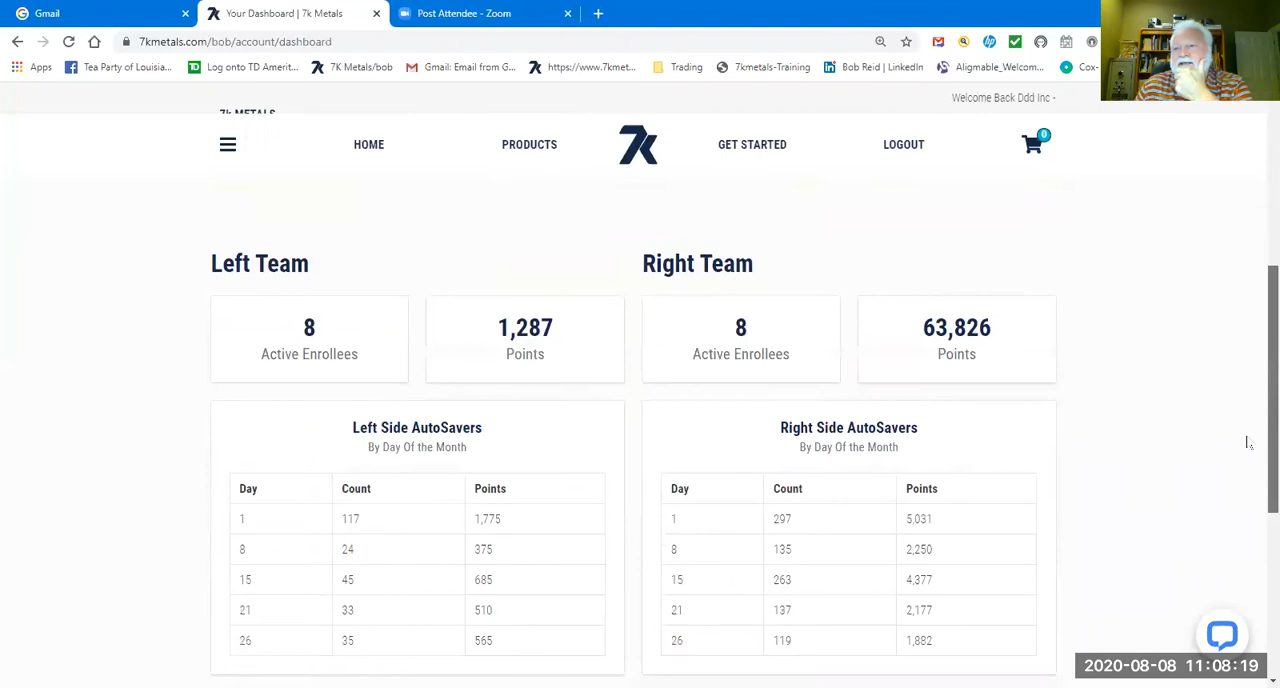 Gmail
Your Dashboard | 7k Metals
Post Attendee - Zoom
7kmetals.com/bob/account/dashboard
Apps
Tea Party of Louisia...
Log onto TD Amerit...
7K Metals/bob
Gmail: Email from G...
https://www.7kmet...
Trading
7kmetals-Training
Bob Reid | LinkedIn
Aligmable_Welcom...
Cox-
Welcome Back Ddd Inc -
7k METALS
HOME
PRODUCTS
7k
GET STARTED
LOGOUT
0
Left Team
Right Team
8
1,287
8
63,826
Active Enrollees
Points
Active Enrollees
Points
Left Side AutoSavers
By Day Of the Month
Day Count Points
1 117 1,775
8 24 375
15 45 685
21 33 510
26 35 565
Right Side AutoSavers
By Day Of the Month
Day Count Points
1 297 5,031
8 135 2,250
15 263 4,377
21 137 2,177
26 119 1,882
2020-08-08 11:08:19